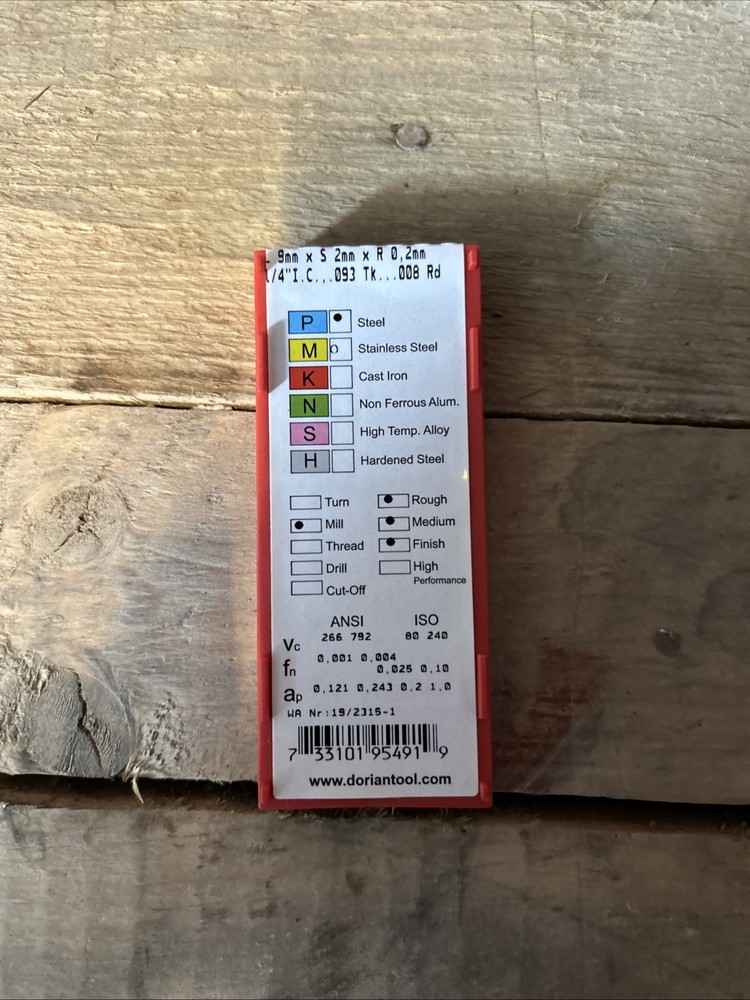 9mm x S 2mm x R 0,2mm
/4"I.C...093 Tk...008 Rd
P Steel
M o Stainless Steel
K Cast Iron
N Non Ferrous Alum.
S High Temp. Alloy
H Hardened Steel
Turn Rough
Mill Medium
Thread Finish
Drill High
Performance
Cut-Off
ANSI ISO
Vc 266 792 80 240
fn 0,001 0,004
0,025 0,10
ap 0,121 0,243 0.2 1.0
WA Nr:19/2315-1
7 33101 95491 9
www.doriantool.com